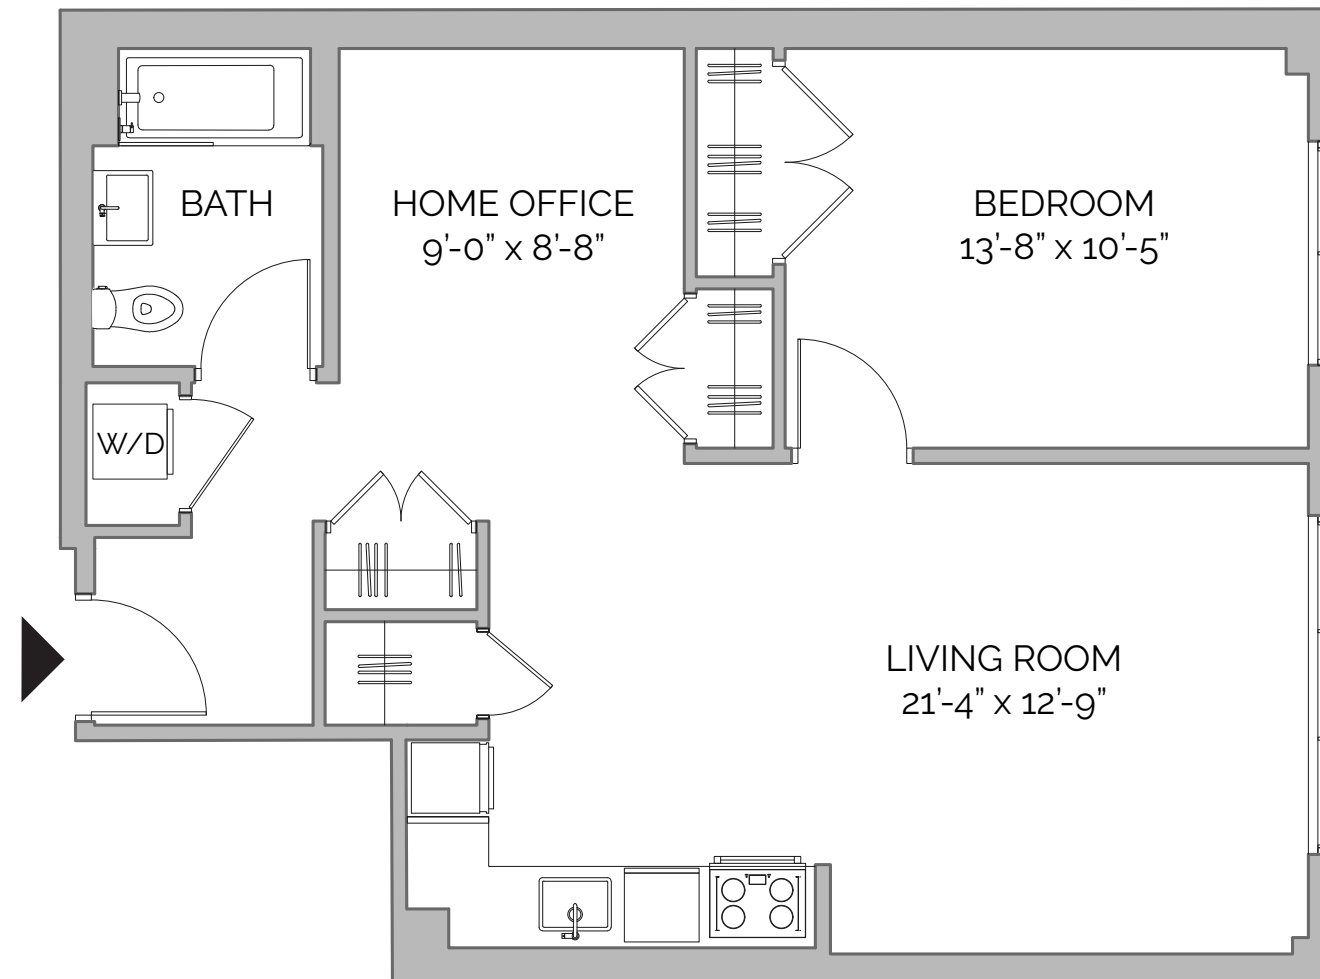 BATH
HOME OFFICE
9'-0" x 8'-8"
BEDROOM
13'-8" x 10'-5"
W/D
LIVING ROOM
21'-4" x 12'-9"